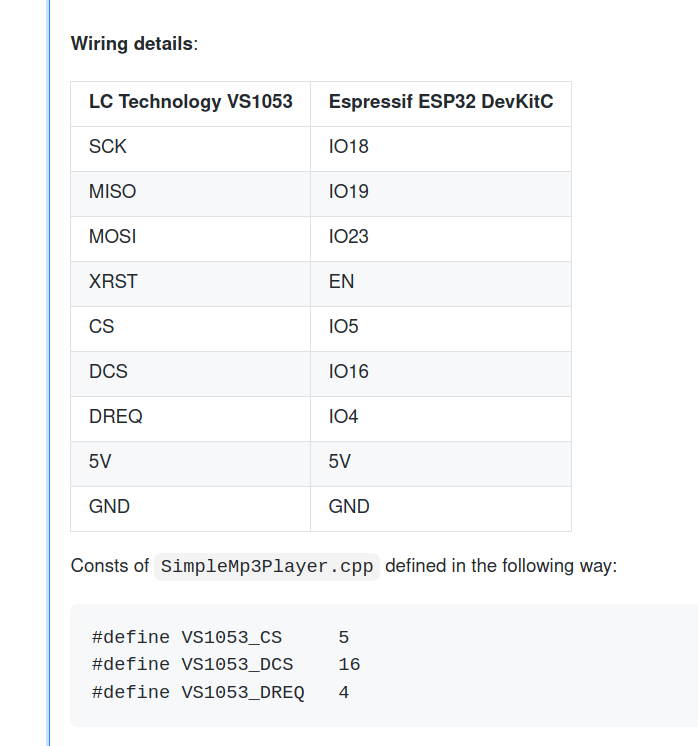 Wiring details:
LC Technology VS1053 Espressif ESP32 DevKitC
SCK IO18
MISO IO19
MOSI IO23
XRST EN
CS IO5
DCS IO16
DREQ IO4
5V 5V
GND GND
Consts of SimpleMp3Player.cpp defined in the following way:
#define VS1053_CS     5
#define VS1053_DCS    16
#define VS1053_DREQ   4